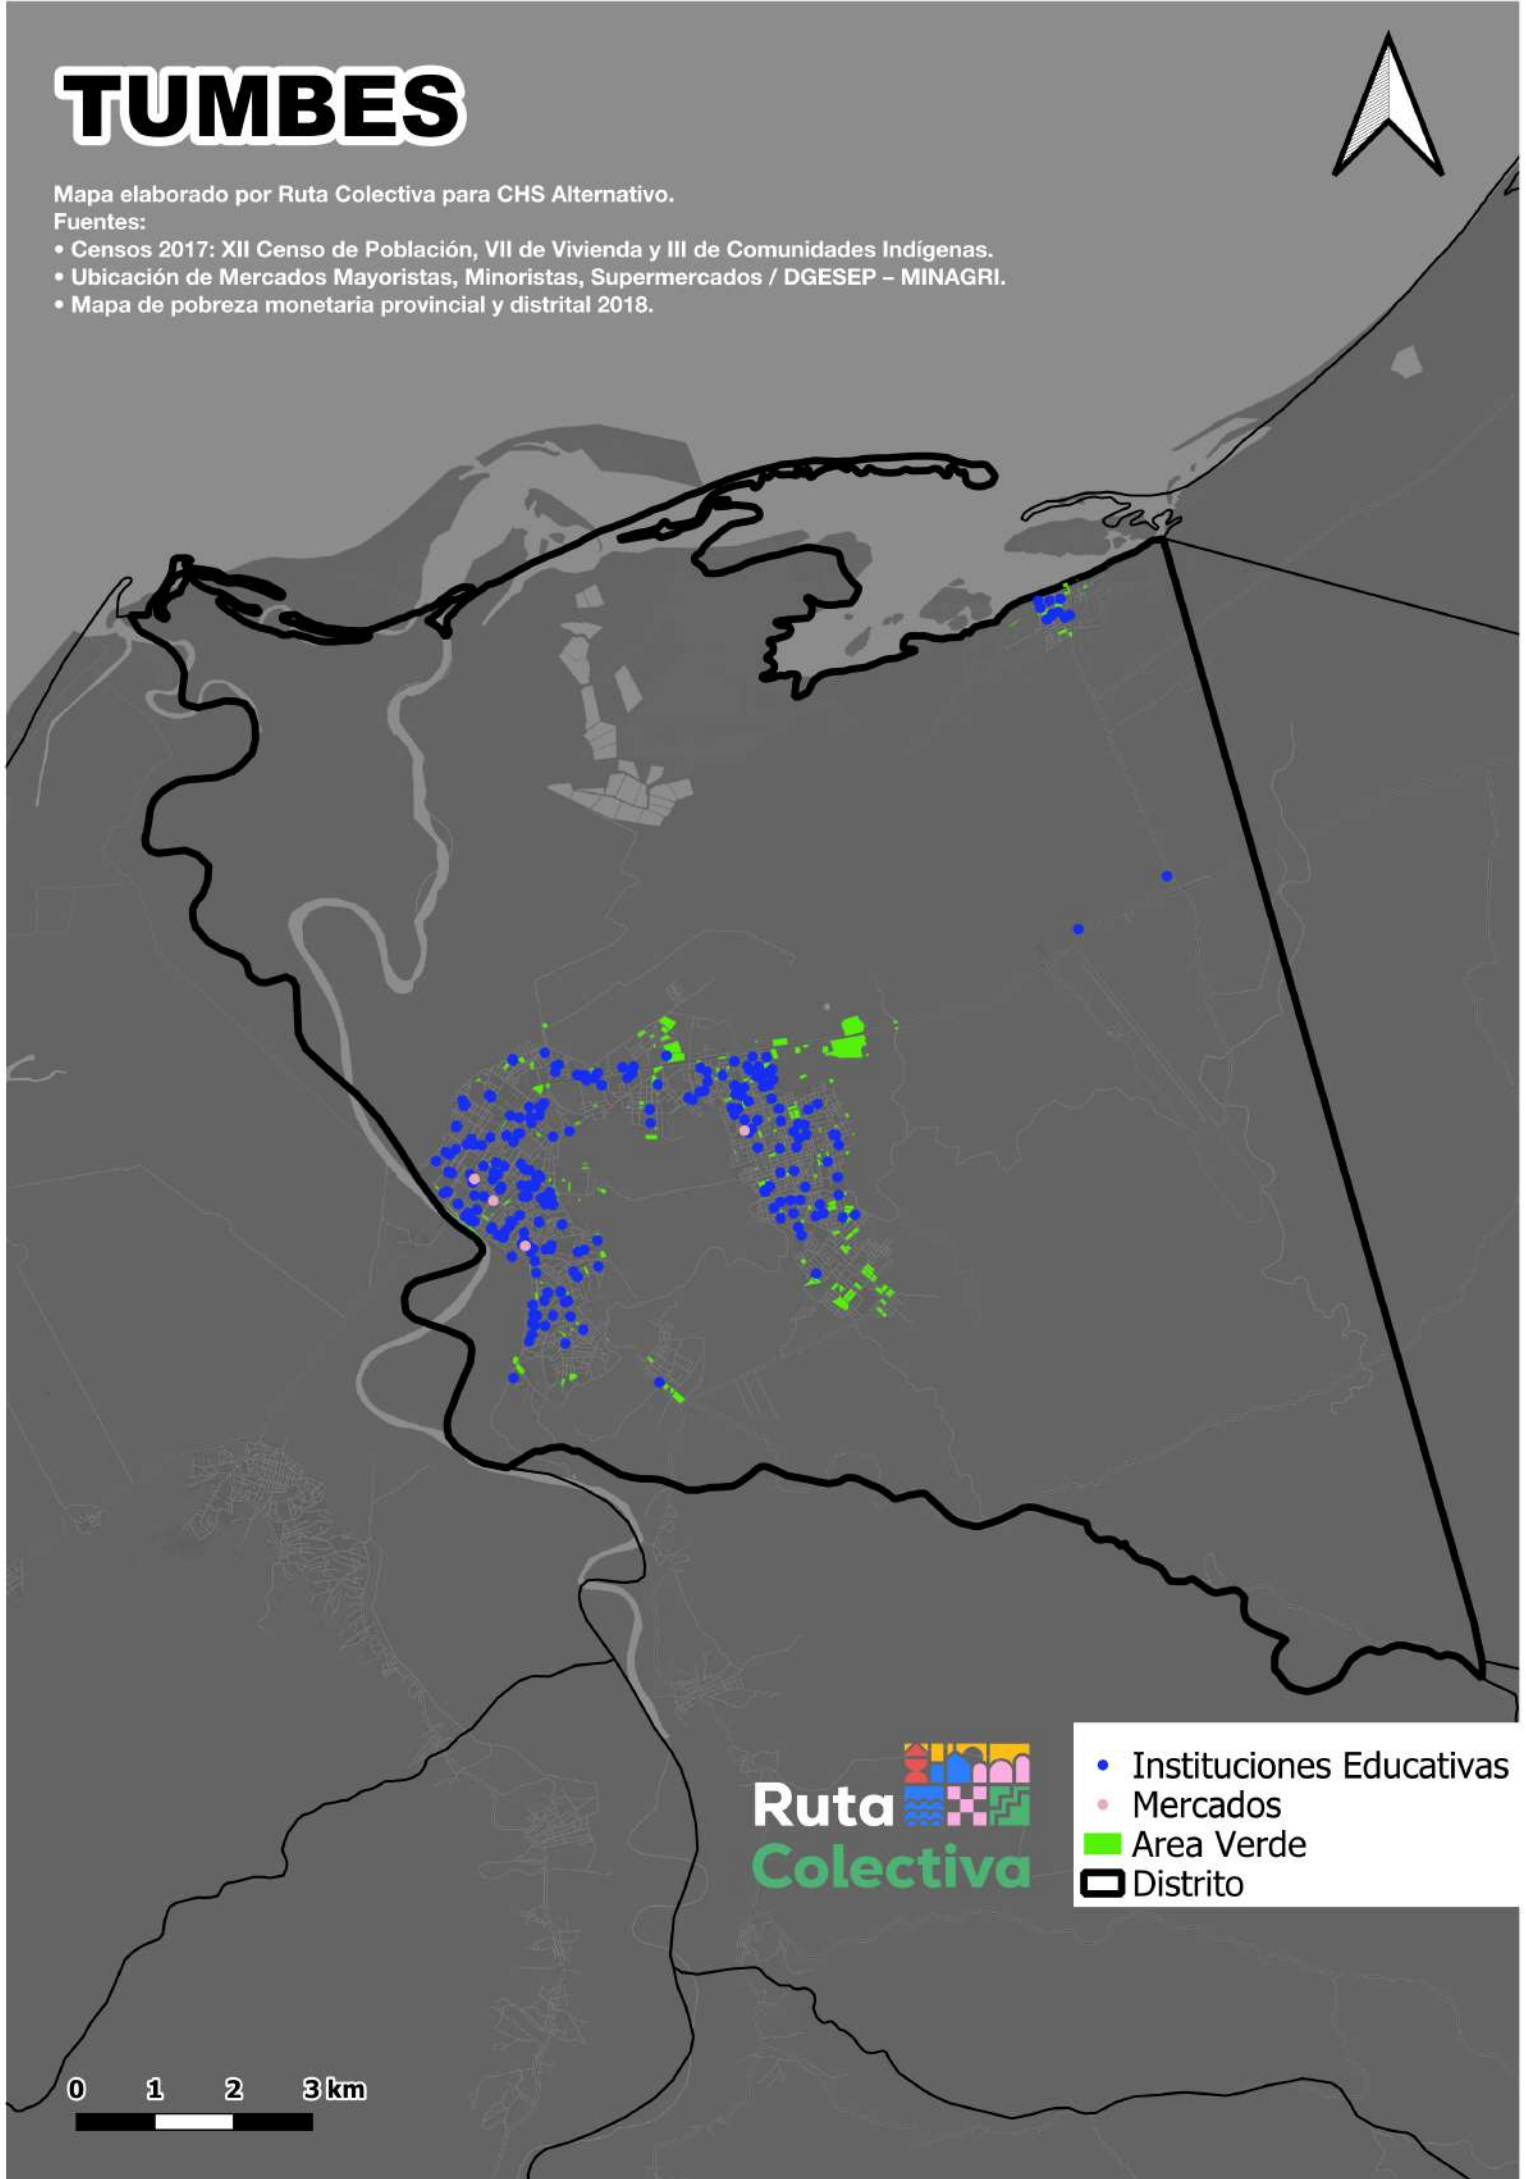 TUMBES
Mapa elaborado por Ruta Colectiva para CHS Alternativo.
Fuentes:
• Censos 2017: XII Censo de Población, VII de Vivienda y III de Comunidades Indígenas.
• Ubicación de Mercados Mayoristas, Minoristas, Supermercados / DGESEP – MINAGRI.
• Mapa de pobreza monetaria provincial y distrital 2018.
Ruta
Colectiva
Instituciones Educativas
Mercados
Area Verde
Distrito
0 1 2 3 km